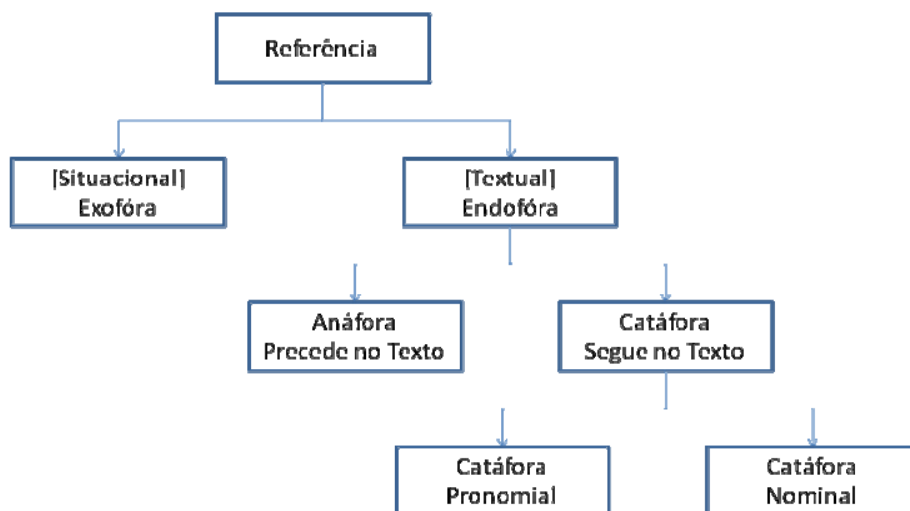 Referência
[Situacional]
Exofóra
[Textual]
Endofóra
Anáfora
Precede no Texto
Catáfora
Segue no Texto
Catáfora
Pronomial
Catáfora
Nominal